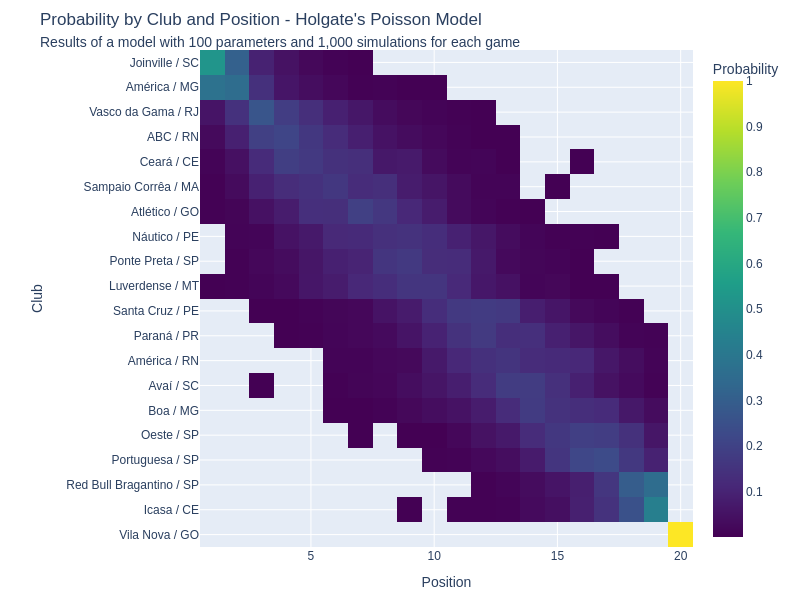 Probability by Club and Position - Holgate's Poisson Model
Results of a model with 100 parameters and 1,000 simulations for each game
Probability
Joinville / SC
América / MG
Vasco da Gama / RJ
ABC / RN
Ceará / CE
Sampaio Corrêa / MA
Atlético / GO
Náutico / PE
Ponte Preta / SP
Luverdense / MT
Santa Cruz / PE
Paraná / PR
América / RN
Avaí / SC
Boa / MG
Oeste / SP
Portuguesa / SP
Red Bull Bragantino / SP
Icasa / CE
Vila Nova / GO
Club
5
10
15
20
Position
1
0.9
0.8
0.7
0.6
0.5
0.4
0.3
0.2
0.1